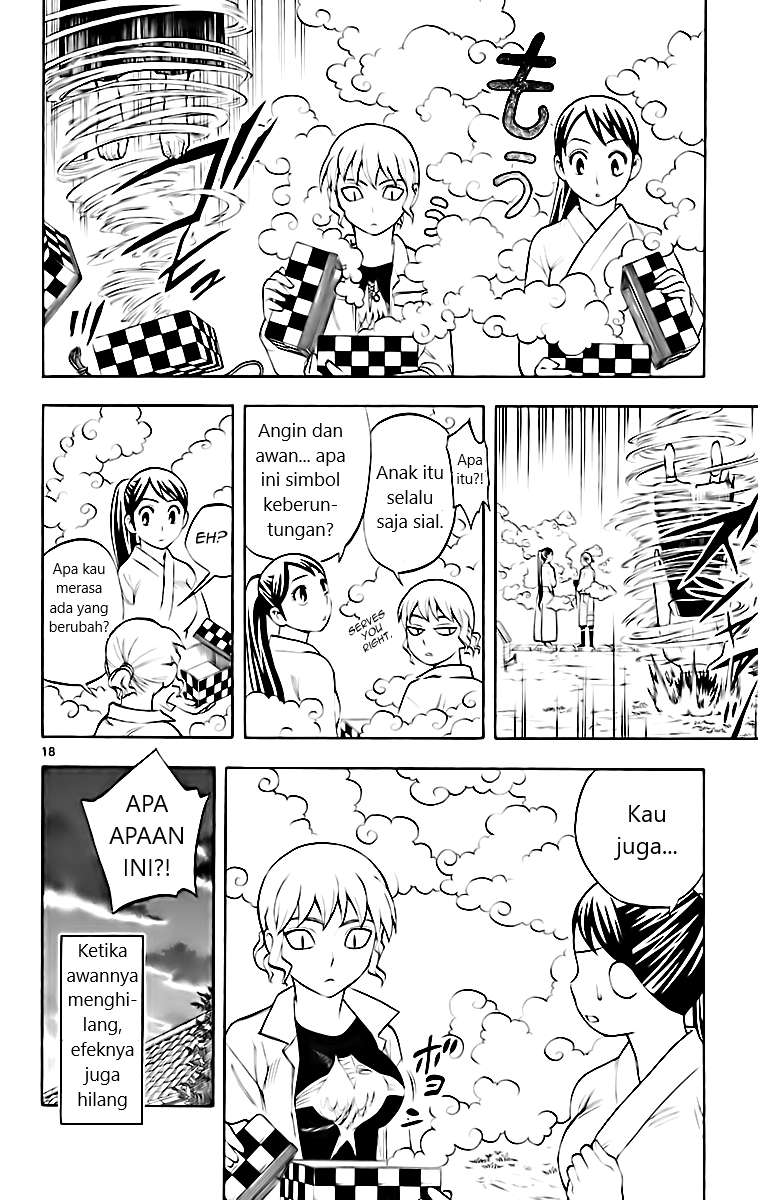 もう
Apa
itu?!
Anak itu
selalu
saja sial.
Angin dan
awan... apa
ini simbol
keberun-
tungan?
SERVES
YOU
RIGHT.
EH?
Apa kau
merasa
ada yang
berubah?
18
Kau
juga...
ボヨン
APA
APAAN
INI?!
Ketika
awannya
menghi-
lang,
efeknya
juga
hilang